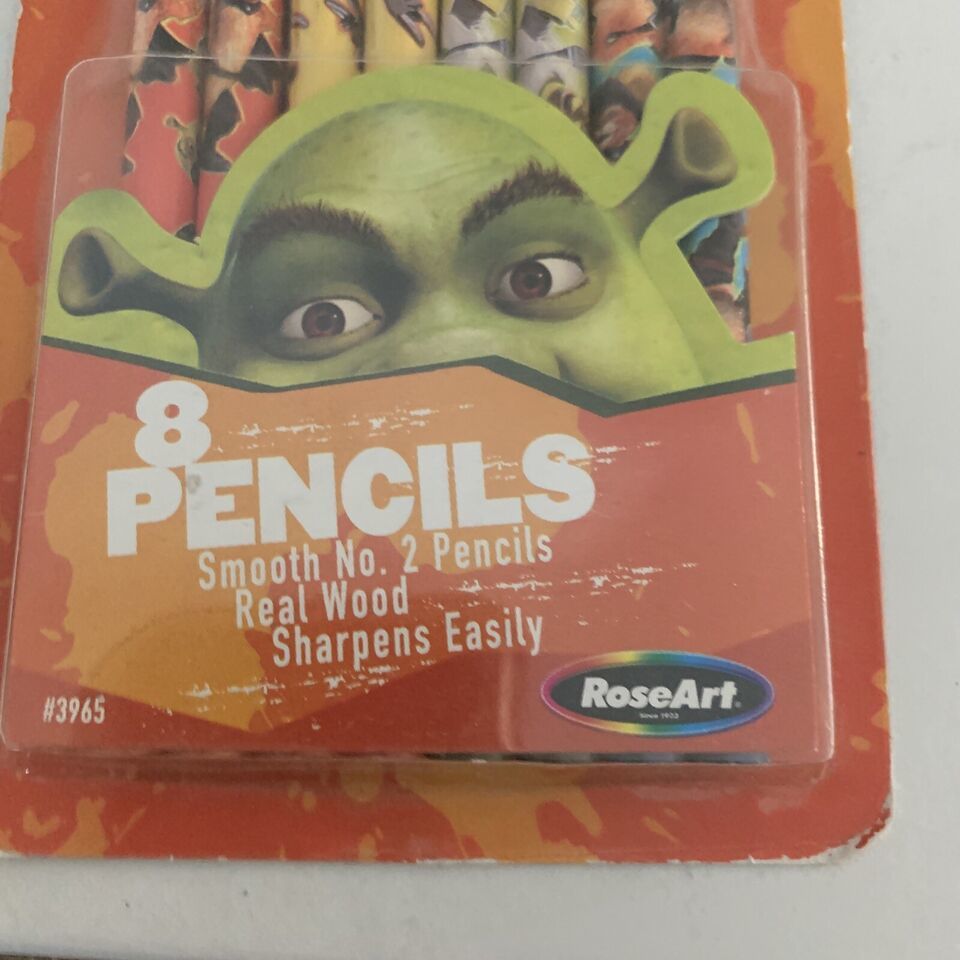 8
PENCILS
Smooth No. 2 Pencils
Real Wood
Sharpens Easily
#3965
RoseArt®
Since 1923